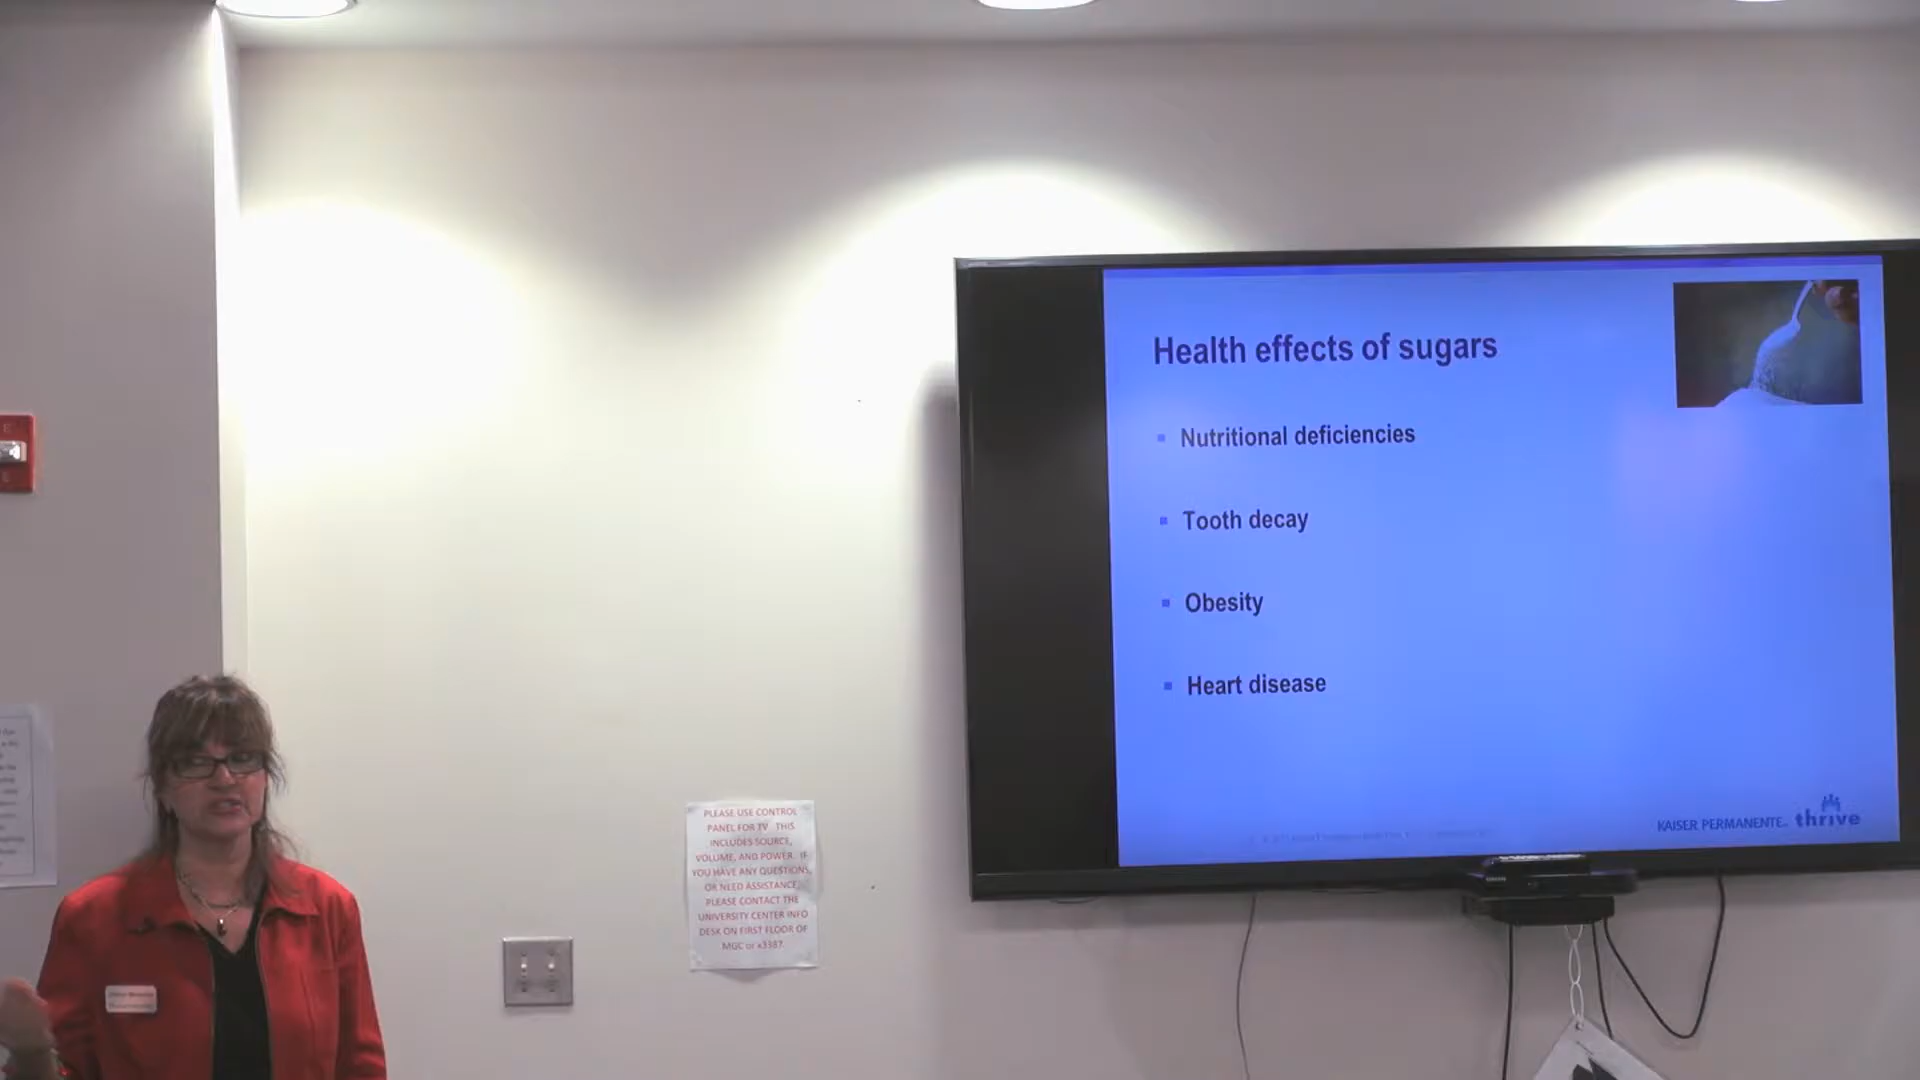 Health effects of sugars
Nutritional deficiencies
Tooth decay
Obesity
Heart disease
KAISER PERMANENTE. thrive
PLEASE USE CONTROL
PANEL FOR TV THIS
INCLUDES SOURCE,
VOLUME, AND POWER. IF
YOU HAVE ANY QUESTIONS,
OR NEED ASSISTANCE,
PLEASE CONTACT THE
UNIVERSITY CENTER INFO
DESK ON FIRST FLOOR OF
MGC or x3387.